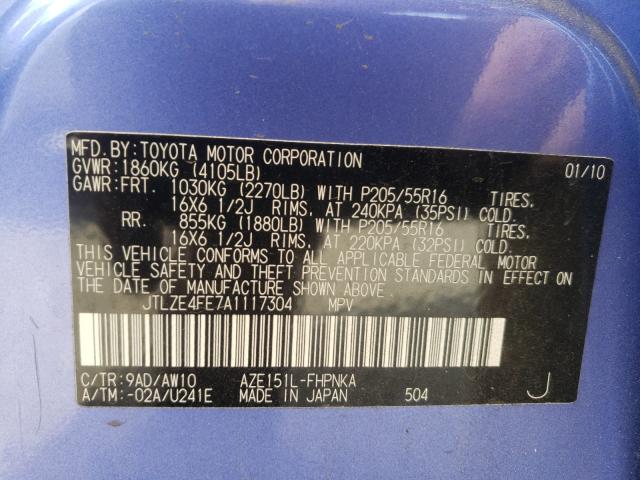 MFD. BY: TOYOTA MOTOR CORPORATION 01/10
GVWR: 1860KG (4105LB)
GAWR: FRT. 1030KG (2270LB) WITH P205/55R16 TIRES.
16X6 1/2J RIMS, AT 240KPA (35PSI) COLD.
RR. 855KG (1880LB) WITH P205/55R16 TIRES.
16X6 1/2J RIMS, AT 220KPA (32PSI) COLD.
THIS VEHICLE CONFORMS TO ALL APPLICABLE FEDERAL MOTOR
VEHICLE SAFETY AND THEFT PREVENTION STANDARDS IN EFFECT ON
THE DATE OF MANUFACTURE SHOWN ABOVE.
JTLZE4FE7A1117304 MPV
C/TR: 9AD/AW10 AZE151L-FHPNKA
A/TM: -02A/U241E MADE IN JAPAN 504 J